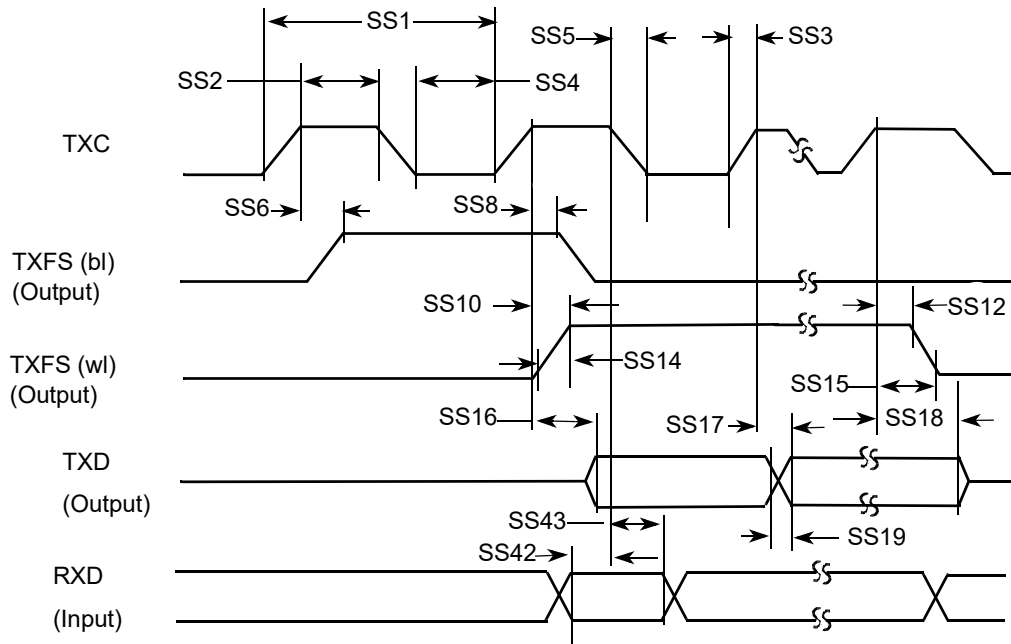 SS1
SS5
SS3
SS2
SS4
TXC
SS6
SS8
TXFS (bl)
(Output)
SS10
SS12
TXFS (wl)
(Output)
SS14
SS15
SS16
SS17
SS18
TXD
(Output)
SS43
SS19
SS42
RXD
(Input)